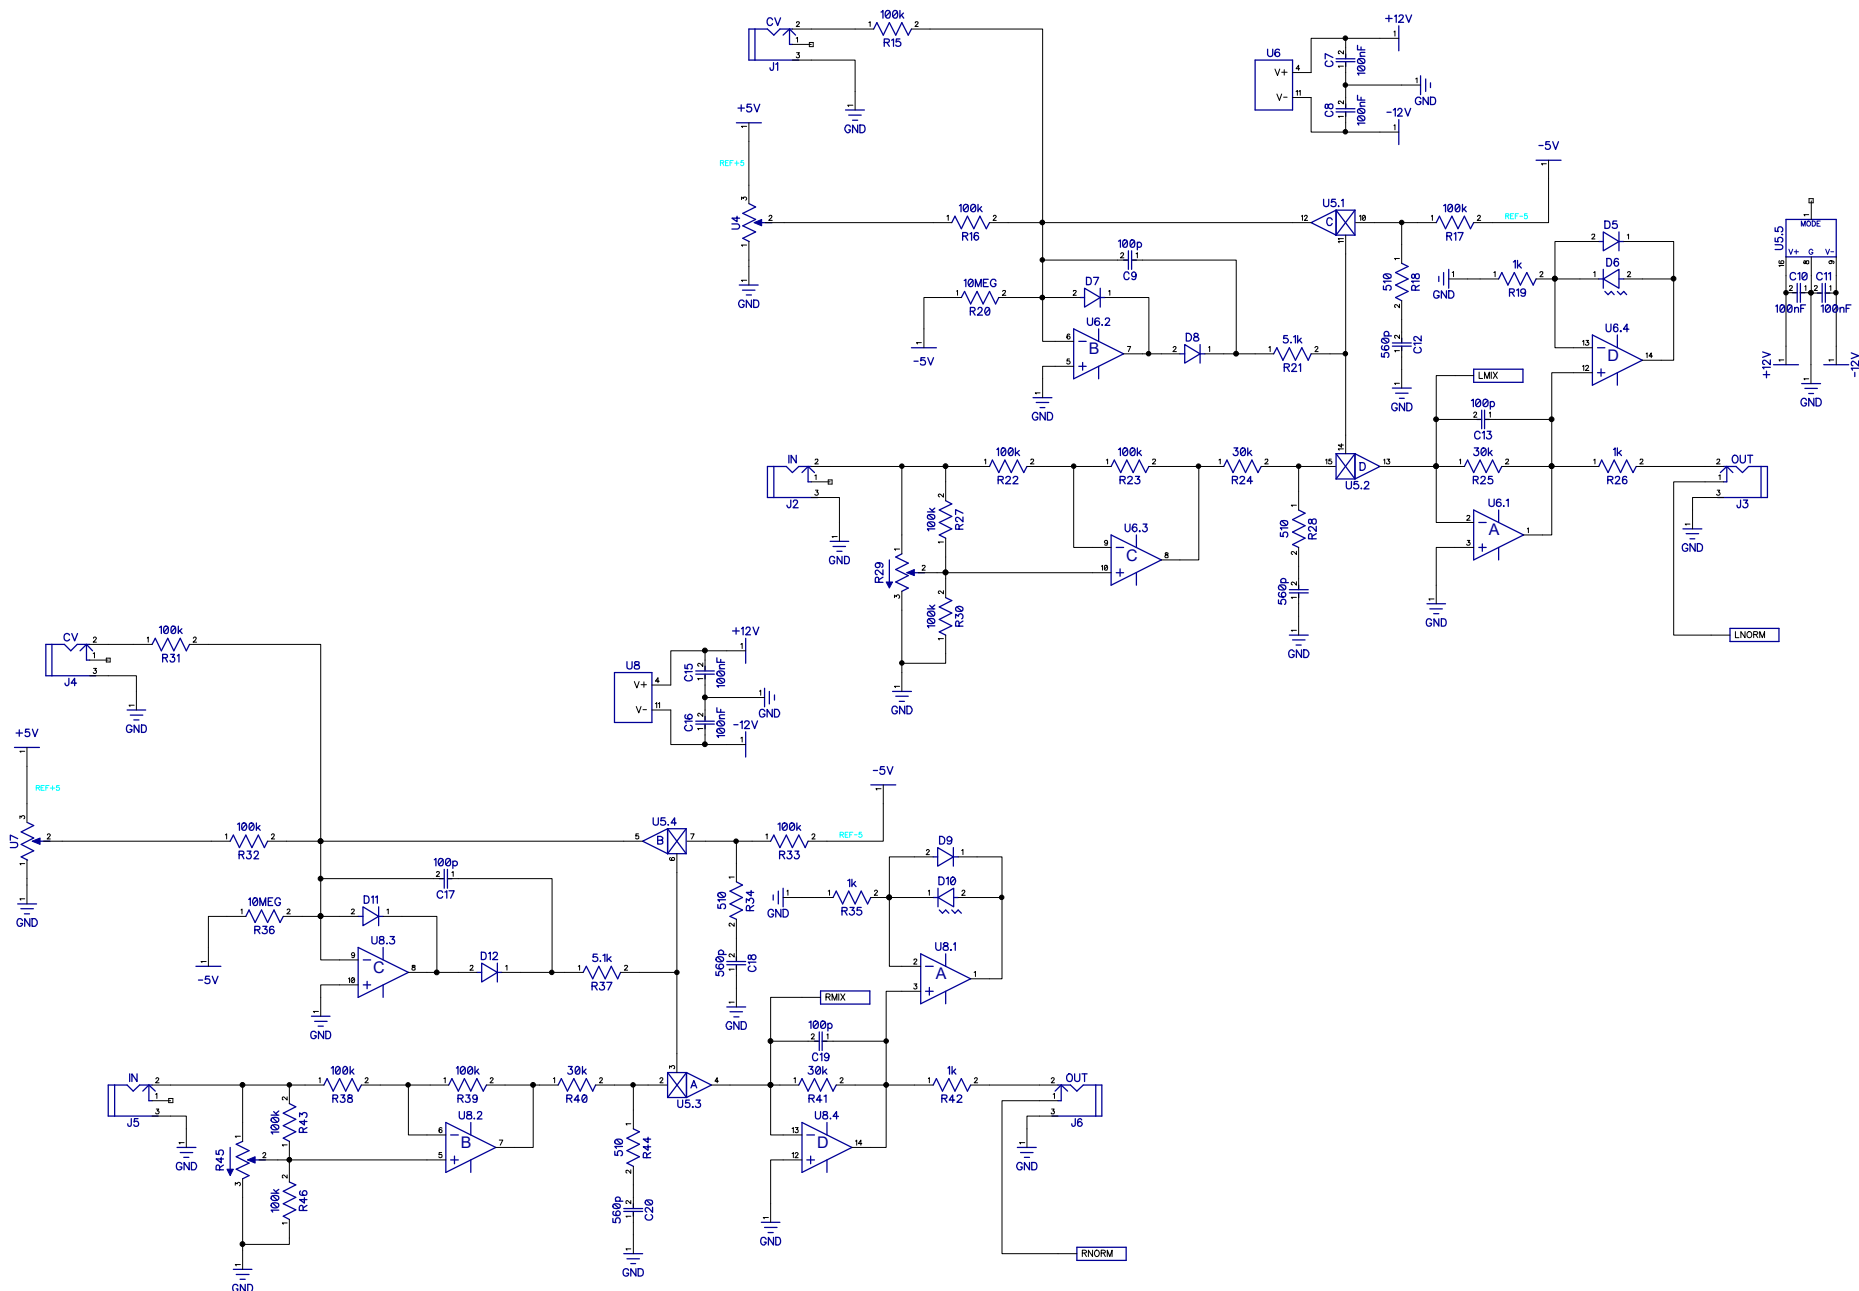 CV
J1
100k
R15
GND
+5V
REF+5
U4
GND
100k
R16
10MEG
R20
-5V
D7
100p
C9
U6.2
B
GND
D8
5.1k
R21
U6
V+
V-
C7
100nF
C8
100nF
+12V
-12V
GND
U5.1
C
100k
R17
REF-5
-5V
510
R18
560p
C12
GND
GND
1k
R19
D5
D6
U6.4
D
U5.5
MODE
V+
G
V-
C10
C11
100nF
100nF
+12V
GND
-12V
LMIX
100p
C13
IN
J2
GND
100k
R22
100k
R23
100k
R27
R29
100k
R30
GND
U6.3
C
30k
R24
510
R28
560p
GND
U5.2
D
30k
R25
U6.1
A
GND
1k
R26
OUT
J3
GND
LNORM
CV
J4
100k
R31
GND
+5V
REF+5
U7
GND
100k
R32
10MEG
R36
-5V
D11
100p
C17
U8.3
C
GND
D12
5.1k
R37
U8
V+
V-
C15
100nF
C16
100nF
+12V
-12V
GND
U5.4
B
100k
R33
REF-5
-5V
510
R34
560p
C18
GND
GND
1k
R35
D9
D10
U8.1
A
RMIX
100p
C19
IN
J5
GND
100k
R38
100k
R39
100k
R43
R45
100k
R46
GND
U8.2
B
30k
R40
510
R44
560p
C20
GND
U5.3
A
30k
R41
U8.4
D
GND
1k
R42
OUT
J6
GND
RNORM